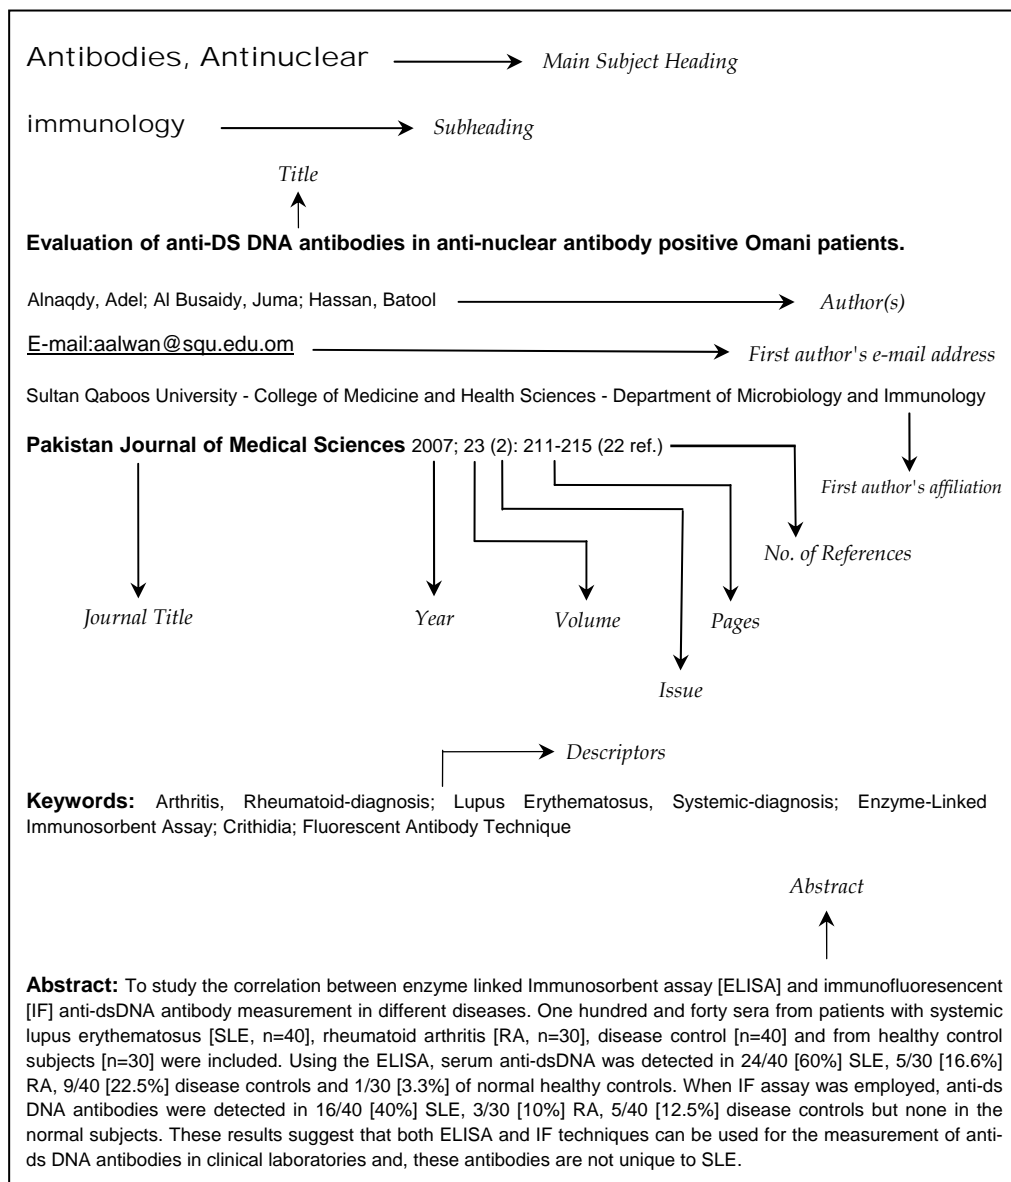 Antibodies, Antinuclear Main Subject Heading
immunology Subheading
Title
Evaluation of anti-DS DNA antibodies in anti-nuclear antibody positive Omani patients.
Alnaqdy, Adel; Al Busaidy, Juma; Hassan, Batool Author(s)
E-mail:aalwan@squ.edu.om First author's e-mail address
Sultan Qaboos University - College of Medicine and Health Sciences - Department of Microbiology and Immunology
Pakistan Journal of Medical Sciences 2007; 23 (2): 211-215 (22 ref.)
First author's affiliation
No. of References
Journal Title Year Volume Pages
Issue
Descriptors
Keywords: Arthritis, Rheumatoid-diagnosis; Lupus Erythematosus, Systemic-diagnosis; Enzyme-Linked
Immunosorbent Assay; Crithidia; Fluorescent Antibody Technique
Abstract
Abstract: To study the correlation between enzyme linked Immunosorbent assay [ELISA] and immunofluoresencent
[IF] anti-dsDNA antibody measurement in different diseases. One hundred and forty sera from patients with systemic
lupus erythematosus [SLE, n=40], rheumatoid arthritis [RA, n=30], disease control [n=40] and from healthy control
subjects [n=30] were included. Using the ELISA, serum anti-dsDNA was detected in 24/40 [60%] SLE, 5/30 [16.6%]
RA, 9/40 [22.5%] disease controls and 1/30 [3.3%] of normal healthy controls. When IF assay was employed, anti-ds
DNA antibodies were detected in 16/40 [40%] SLE, 3/30 [10%] RA, 5/40 [12.5%] disease controls but none in the
normal subjects. These results suggest that both ELISA and IF techniques can be used for the measurement of anti-
ds DNA antibodies in clinical laboratories and, these antibodies are not unique to SLE.